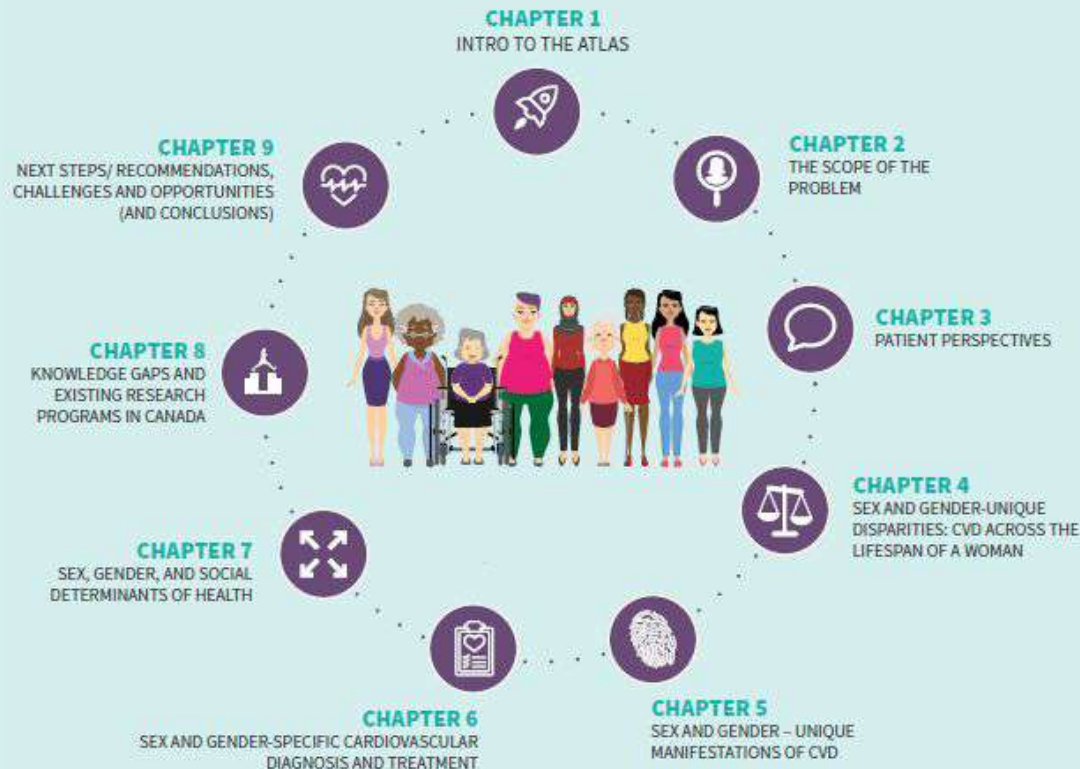 CHAPTER 1
INTRO TO THE ATLAS
CHAPTER 2
THE SCOPE OF THE
PROBLEM
CHAPTER 3
PATIENT PERSPECTIVES
CHAPTER 4
SEX AND GENDER-UNIQUE
DISPARITIES: CVD ACROSS THE
LIFESPAN OF A WOMAN
CHAPTER 5
SEX AND GENDER – UNIQUE
MANIFESTATIONS OF CVD
CHAPTER 6
SEX AND GENDER-SPECIFIC CARDIOVASCULAR
DIAGNOSIS AND TREATMENT
CHAPTER 7
SEX, GENDER, AND SOCIAL
DETERMINANTS OF HEALTH
CHAPTER 8
KNOWLEDGE GAPS AND
EXISTING RESEARCH
PROGRAMS IN CANADA
CHAPTER 9
NEXT STEPS/ RECOMMENDATIONS,
CHALLENGES AND OPPORTUNITIES
(AND CONCLUSIONS)